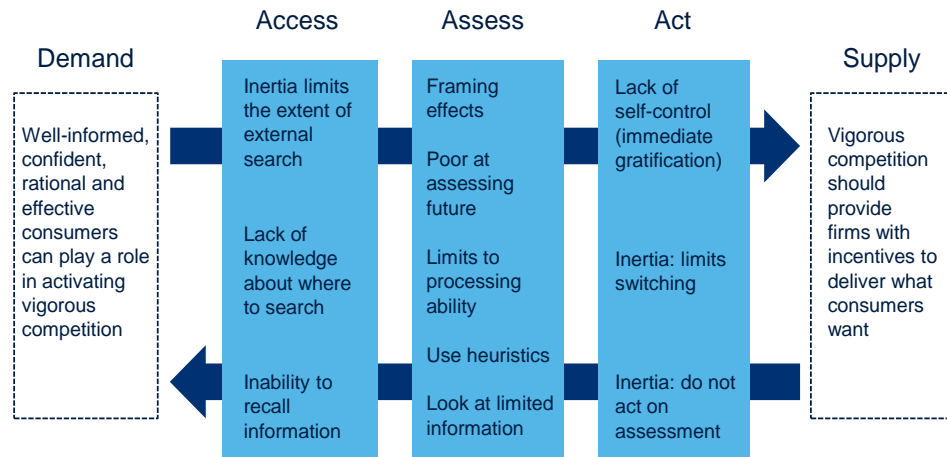 Access
Assess
Act
Demand
Supply
Well-informed,
confident,
rational and
effective
consumers
can play a role
in activating
vigorous
competition
Inertia limits
the extent of
external
search
Lack of
knowledge
about where
to search
Inability to
recall
information
Framing
effects
Poor at
assessing
future
Limits to
processing
ability
Use heuristics
Look at limited
information
Lack of
self-control
(immediate
gratification)
Inertia: limits
switching
Inertia: do not
act on
assessment
Vigorous
competition
should
provide
firms with
incentives to
deliver what
consumers
want